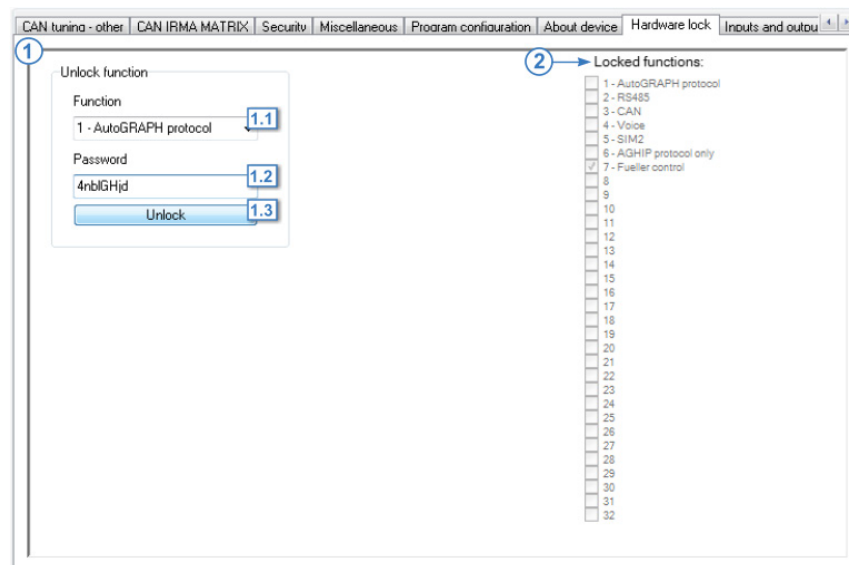 CAN tuning - other CAN IRMA MATRIX Security Miscellaneous Program configuration About device Hardware lock Inputs and outpu
1
2
Locked functions:
Unlock function
Function
1 - AutoGRAPH protocol
1.1
Password
4nblGHjd
1.2
Unlock
1.3
1 - AutoGRAPH protocol
2 - RS485
3 - CAN
4 - Voice
5 - SIM2
6 - AGHIP protocol only
7 - Fueller control
8
9
10
11
12
13
14
15
16
17
18
19
20
21
22
23
24
25
26
27
28
29
30
31
32